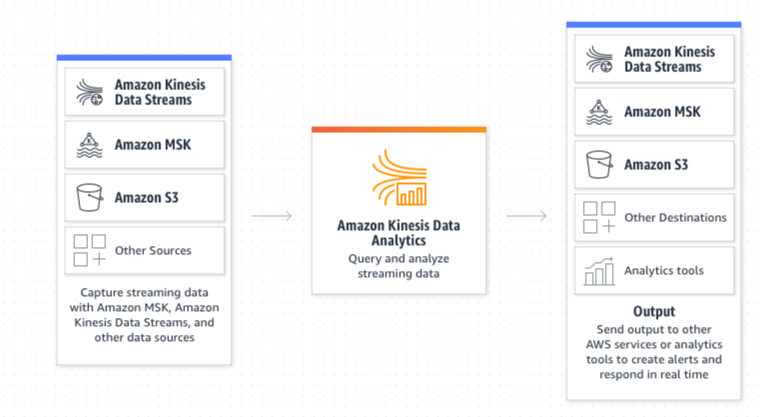 Amazon Kinesis
Data Streams
Amazon MSK
Amazon S3
Other Sources
Capture streaming data
with Amazon MSK, Amazon
Kinesis Data Streams, and
other data sources
Amazon Kinesis Data
Analytics
Query and analyze
streaming data
Amazon Kinesis
Data Streams
Amazon MSK
Amazon S3
Other Destinations
Analytics tools
Output
Send output to other
AWS services or analytics
tools to create alerts and
respond in real time